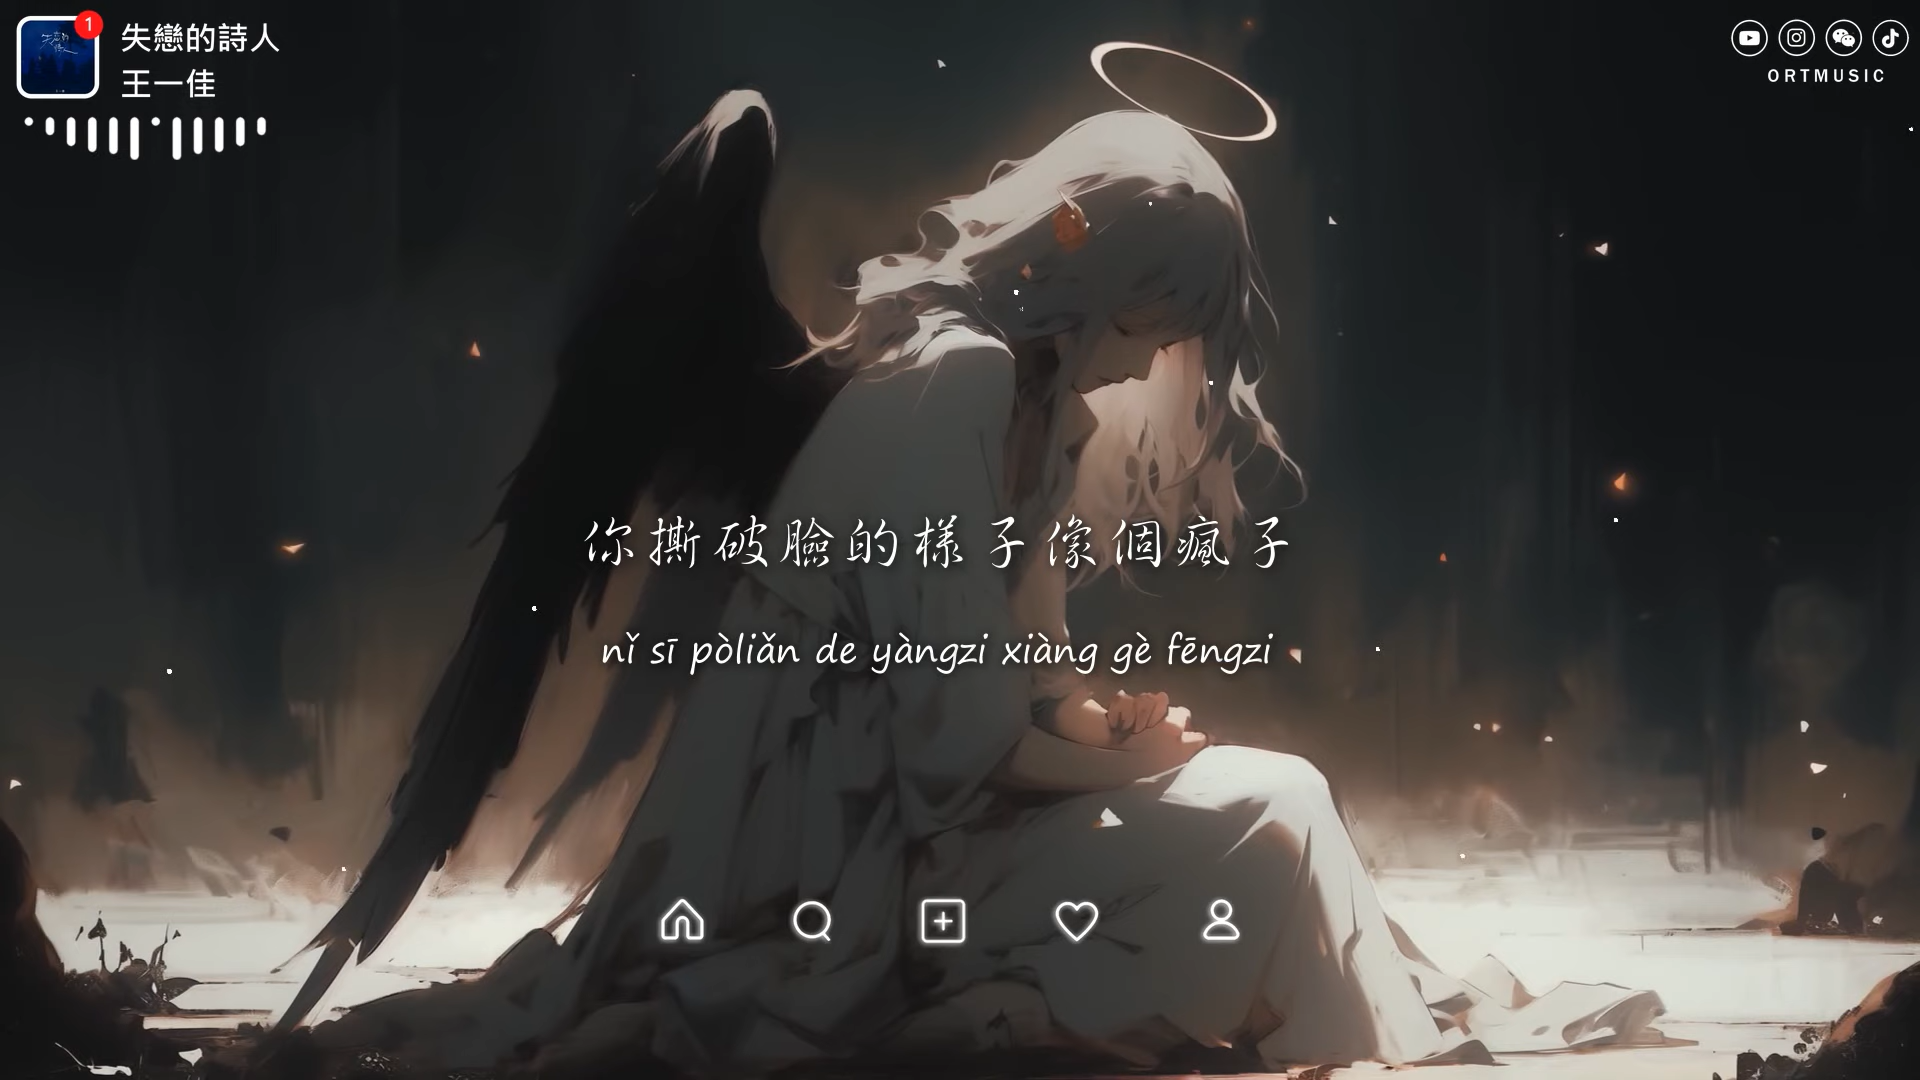 1
失戀的詩人
王一佳
ORTMUSIC
你撕破臉的樣子像個瘋子
nǐ sī pòliǎn de yàngzi xiàng gè fēngzi